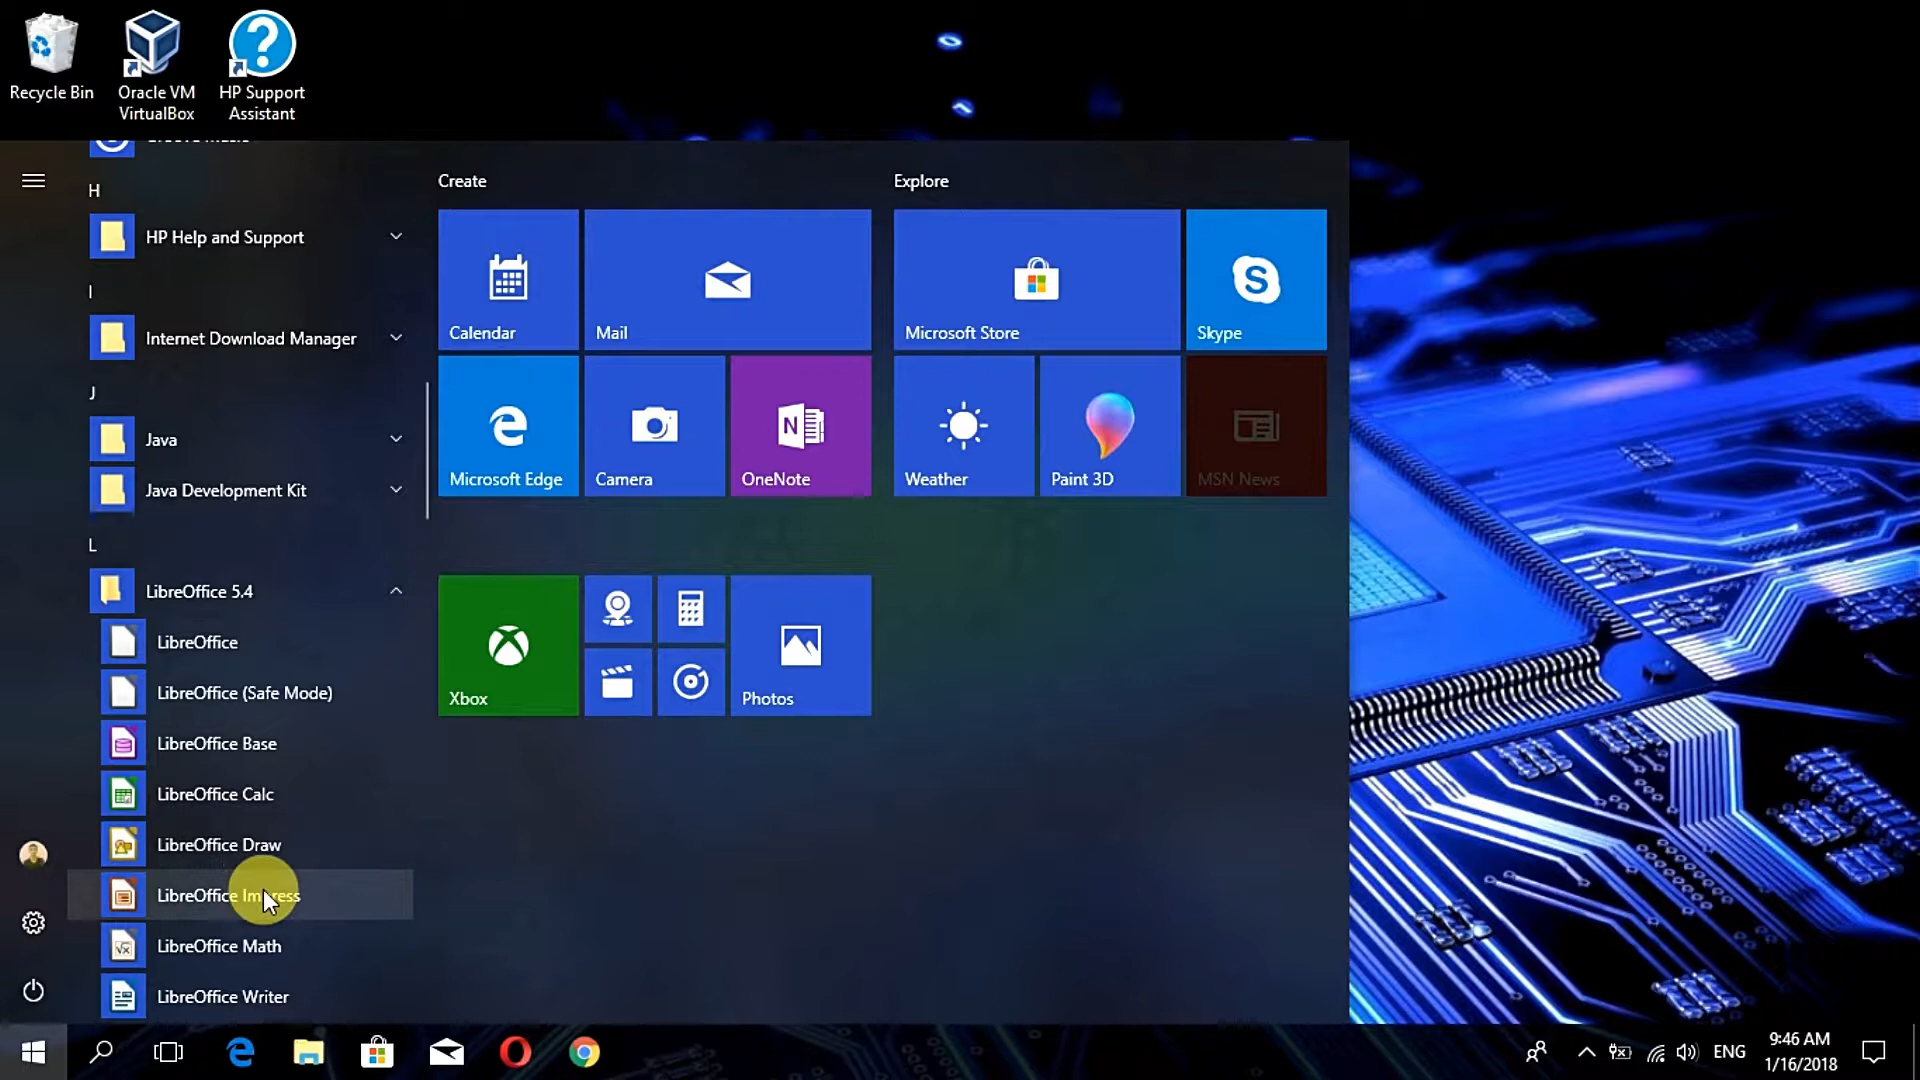 Recycle Bin
Oracle VM
VirtualBox
HP Support
Assistant
H
HP Help and Support
I
Internet Download Manager
J
Java
Java Development Kit
L
LibreOffice 5.4
LibreOffice
LibreOffice (Safe Mode)
LibreOffice Base
LibreOffice Calc
LibreOffice Draw
LibreOffice Impress
LibreOffice Math
LibreOffice Writer
Create
Calendar
Mail
Microsoft Edge
Camera
N
OneNote
Xbox
Photos
Explore
Microsoft Store
S
Skype
Weather
Paint 3D
MSN News
ENG
9:46 AM
1/16/2018